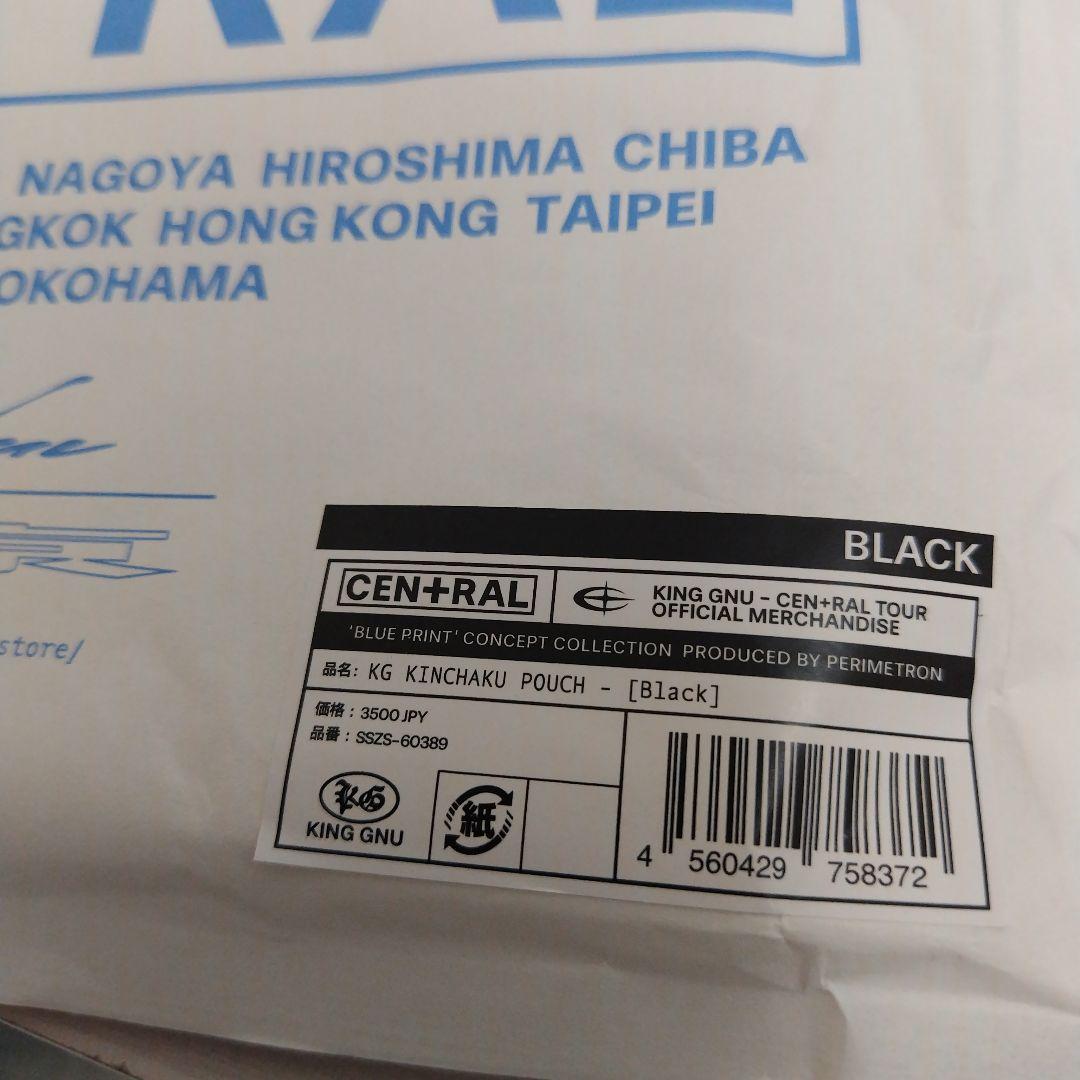 NAGOYA HIROSHIMA CHIBA
GKOK HONG KONG TAIPEI
OKOHAMA
store/
BLACK
CEN+RAL
KING GNU – CEN+RAL TOUR
OFFICIAL MERCHANDISE
'BLUE PRINT' CONCEPT COLLECTION PRODUCED BY PERIMETRON
品名: KG KINCHAKU POUCH - [Black]
価格 : 3500 JPY
品番 : SSZS-60389
KG
KING GNU
紙
4 560429 758372